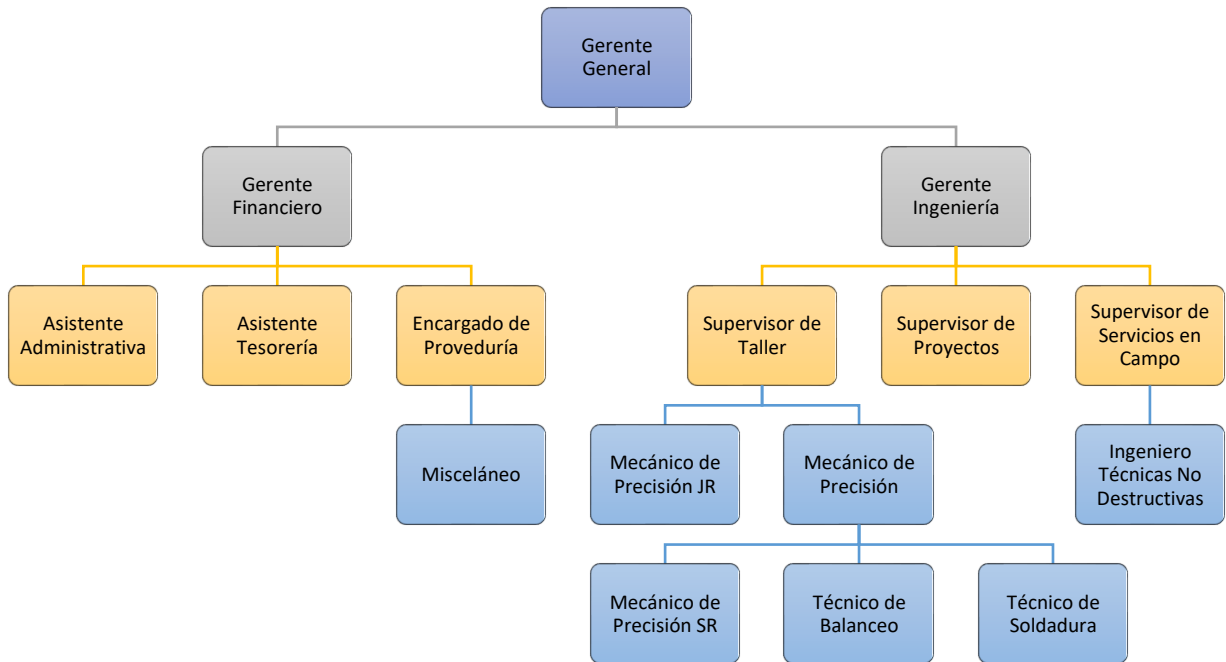 Gerente
General
Gerente
Financiero
Gerente
Ingeniería
Asistente
Administrativa
Asistente
Tesorería
Encargado de
Proveduría
Supervisor de
Taller
Supervisor de
Proyectos
Supervisor de
Servicios en
Campo
Misceláneo
Mecánico de
Precisión JR
Mecánico de
Precisión
Ingeniero
Técnicas No
Destructivas
Mecánico de
Precisión SR
Técnico de
Balanceo
Técnico de
Soldadura